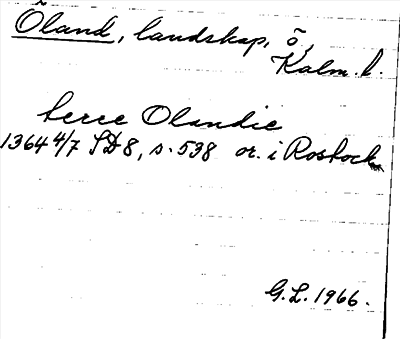 Öland, landskap, ö,
Kalm. l.
terre Olandie
1364 4/7 SD 8, s. 538 or. i Rostock
G.L. 1966.